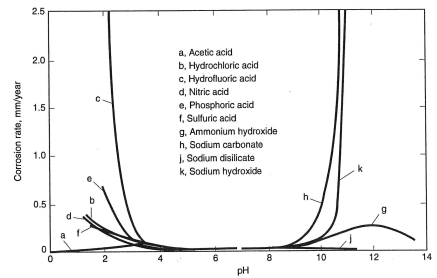 2.5
2.0
1.5
1.0
0.5
0
Corrosion rate, mm/year
a, Acetic acid
b, Hydrochloric acid
c, Hydrofluoric acid
d, Nitric acid
e, Phosphoric acid
f, Sulfuric acid
g, Ammonium hydroxide
h, Sodium carbonate
j, Sodium disilicate
k, Sodium hydroxide
c
e
b
d
f
a
h
k
g
j
0 2 4 6 8 10 12 14
pH